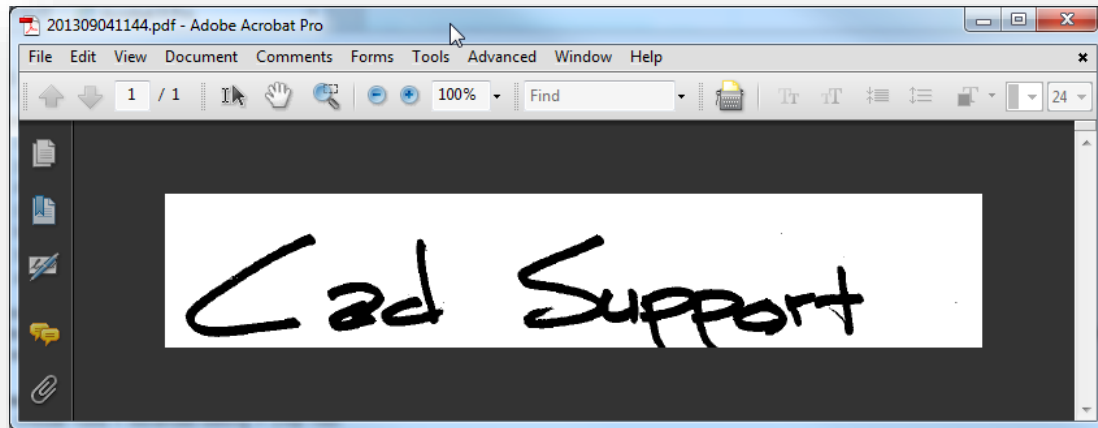 201309041144.pdf - Adobe Acrobat Pro
File Edit View Document Comments Forms Tools Advanced Window Help
1 / 1 100% Find 24
Cad Support